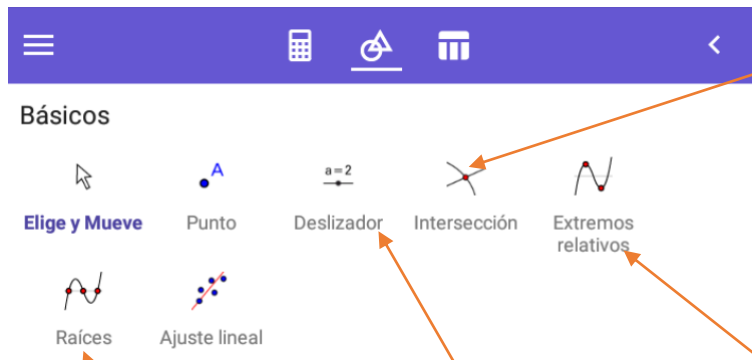 Básicos
A
a=2
Elige y Mueve
Punto
Deslizador
Intersección
Extremos
relativos
Raíces
Ajuste lineal